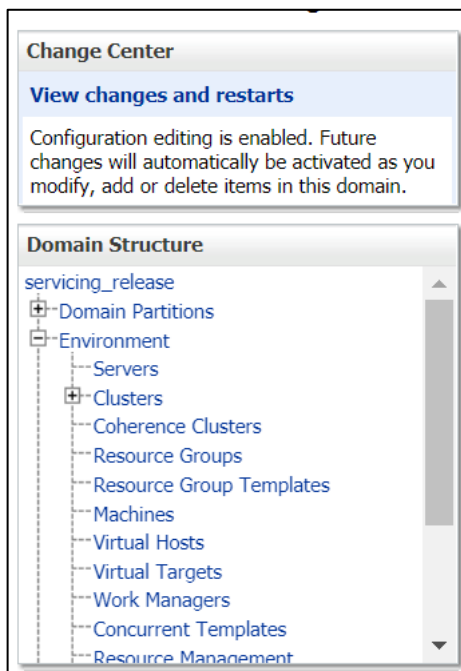 Change Center
View changes and restarts
Configuration editing is enabled. Future
changes will automatically be activated as you
modify, add or delete items in this domain.
Domain Structure
servicing_release
Domain Partitions
Environment
Servers
Clusters
Coherence Clusters
Resource Groups
Resource Group Templates
Machines
Virtual Hosts
Virtual Targets
Work Managers
Concurrent Templates
Resource Management